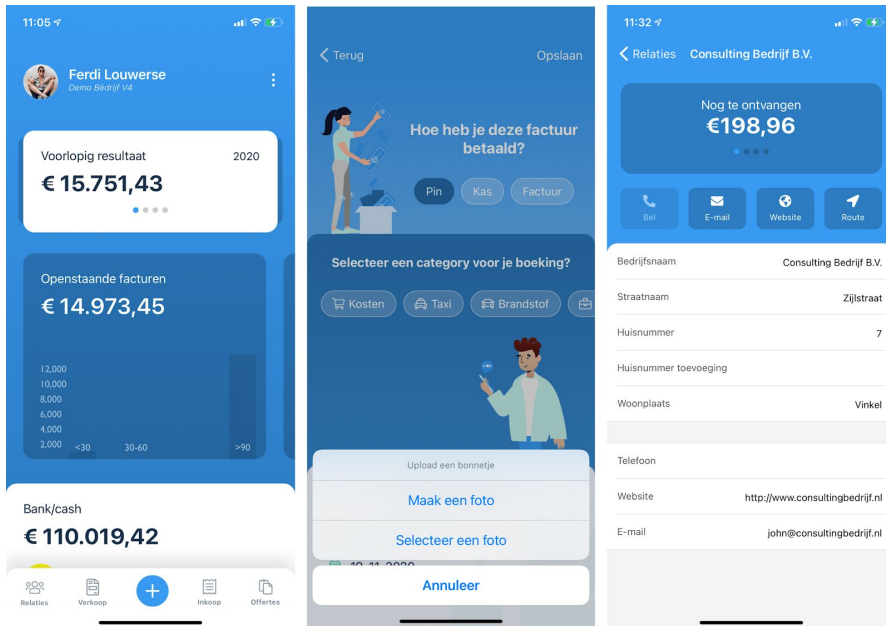 11:05
Ferdi Louwerse
Demo Bedrijf V4
Voorlopig resultaat 2020
€ 15.751,43
Openstaande facturen
€ 14.973,45
12,000
10,000
8,000
6,000
4,000
2,000
<30 30-60 >90
Bank/cash
€ 110.019,42
Relaties Verkoop + Inkoop Offertes
Terug Opslaan
Hoe heb je deze factuur
betaald?
Pin Kas Factuur
Selecteer een category voor je boeking?
Kosten Taxi Brandstof
Upload een bonnetje
Maak een foto
Selecteer een foto
19-11-2020
Annuleer
11:32
Relaties Consulting Bedrijf B.V.
Nog te ontvangen
€198,96
Bel E-mail Website Route
Bedrijfsnaam Consulting Bedrijf B.V.
Straatnaam Zijlstraat
Huisnummer 7
Huisnummer toevoeging
Woonplaats Vinkel
Telefoon
Website http://www.consultingbedrijf.nl
E-mail john@consultingbedrijf.nl